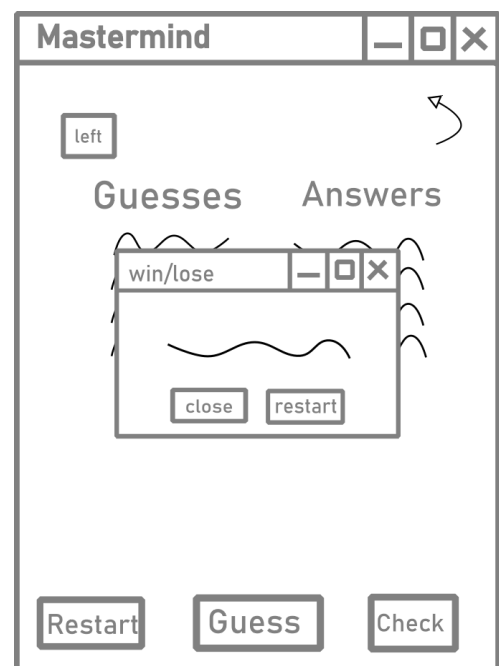 Mastermind
left
Guesses Answers
win/lose
close restart
Restart Guess Check